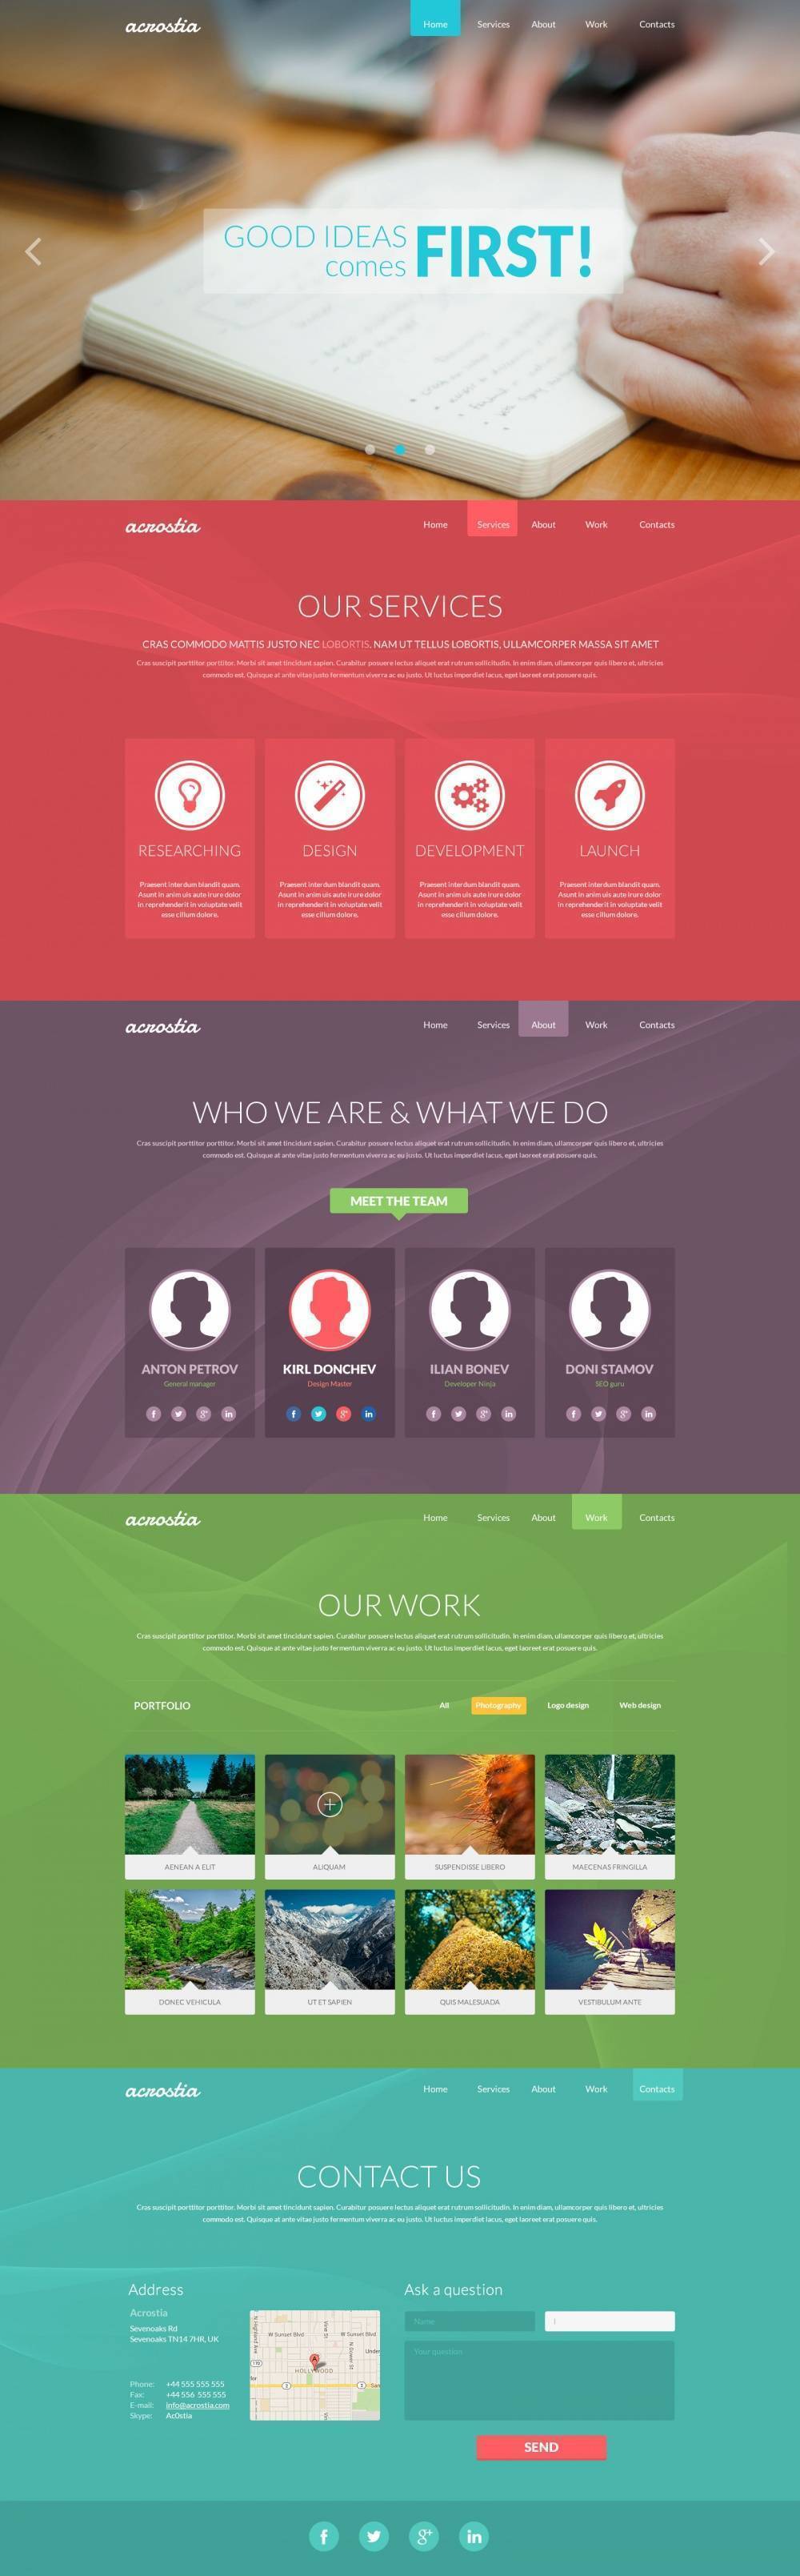 acrostia
Home Services About Work Contacts
GOOD IDEAS
comes FIRST!
acrostia
Home Services About Work Contacts
OUR SERVICES
CRAS COMMODO MATTIS JUSTO NEC LOBORTIS. NAM UT TELLUS LOBORTIS, ULLAMCORPER MASSA SIT AMET
Cras suscipit porttitor porttitor. Morbi sit amet tincidunt sapien. Curabitur posuere lectus aliquet erat rutrum sollicitudin. In enim diam, ullamcorper quis libero et, ultricies
commodo est. Quisque at ante vitae justo fermentum viverra ac eu justo. Ut luctus imperdiet lacus, eget laoreet erat posuere quis.
RESEARCHING
Praesent interdum blandit quam.
Asunt in anim uis aute irure dolor
in reprehenderit in voluptate velit
esse cillum dolore.
DESIGN
Praesent interdum blandit quam.
Asunt in anim uis aute irure dolor
in reprehenderit in voluptate velit
esse cillum dolore.
DEVELOPMENT
Praesent interdum blandit quam.
Asunt in anim uis aute irure dolor
in reprehenderit in voluptate velit
esse cillum dolore.
LAUNCH
Praesent interdum blandit quam.
Asunt in anim uis aute irure dolor
in reprehenderit in voluptate velit
esse cillum dolore.
acrostia
Home Services About Work Contacts
WHO WE ARE & WHAT WE DO
Cras suscipit porttitor porttitor. Morbi sit amet tincidunt sapien. Curabitur posuere lectus aliquet erat rutrum sollicitudin. In enim diam, ullamcorper quis libero et, ultricies
commodo est. Quisque at ante vitae justo fermentum viverra ac eu justo. Ut luctus imperdiet lacus, eget laoreet erat posuere quis.
MEET THE TEAM
ANTON PETROV
General manager
KIRL DONCHEV
Design Master
ILIAN BONEV
Developer Ninja
DONI STAMOV
SEO guru
acrostia
Home Services About Work Contacts
OUR WORK
Cras suscipit porttitor porttitor. Morbi sit amet tincidunt sapien. Curabitur posuere lectus aliquet erat rutrum sollicitudin. In enim diam, ullamcorper quis libero et, ultricies
commodo est. Quisque at ante vitae justo fermentum viverra ac eu justo. Ut luctus imperdiet lacus, eget laoreet erat posuere quis.
PORTFOLIO
All Photography Logo design Web design
AENEAN A ELIT
ALIQUAM
SUSPENDISSE LIBERO
MAECENAS FRINGILLA
DONEC VEHICULA
UT ET SAPIEN
QUIS MALESUADA
VESTIBULUM ANTE
acrostia
Home Services About Work Contacts
CONTACT US
Cras suscipit porttitor porttitor. Morbi sit amet tincidunt sapien. Curabitur posuere lectus aliquet erat rutrum sollicitudin. In enim diam, ullamcorper quis libero et, ultricies
commodo est. Quisque at ante vitae justo fermentum viverra ac eu justo. Ut luctus imperdiet lacus, eget laoreet erat posuere quis.
Address
Acrostia
Sevenoaks Rd
Sevenoaks TN14 7HR, UK
Phone: +44 555 555 555
Fax: +44 556 555 555
E-mail: info@acrostia.com
Skype: Ac0stia
W Sunset Blvd
W Sunset Blvd
HOLLYWOOD
Ask a question
Name
Your question
SEND